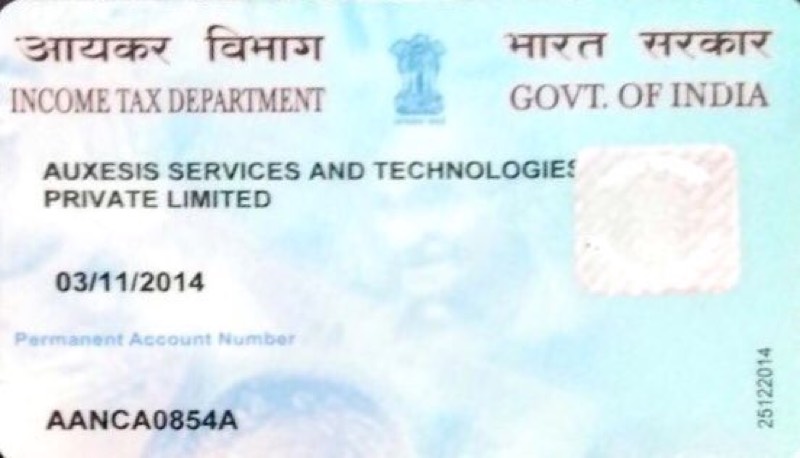 आयकर विभाग भारत सरकार
INCOME TAX DEPARTMENT GOVT. OF INDIA
AUXESIS SERVICES AND TECHNOLOGIES
PRIVATE LIMITED
03/11/2014
Permanent Account Number
AANCA0854A
25122014